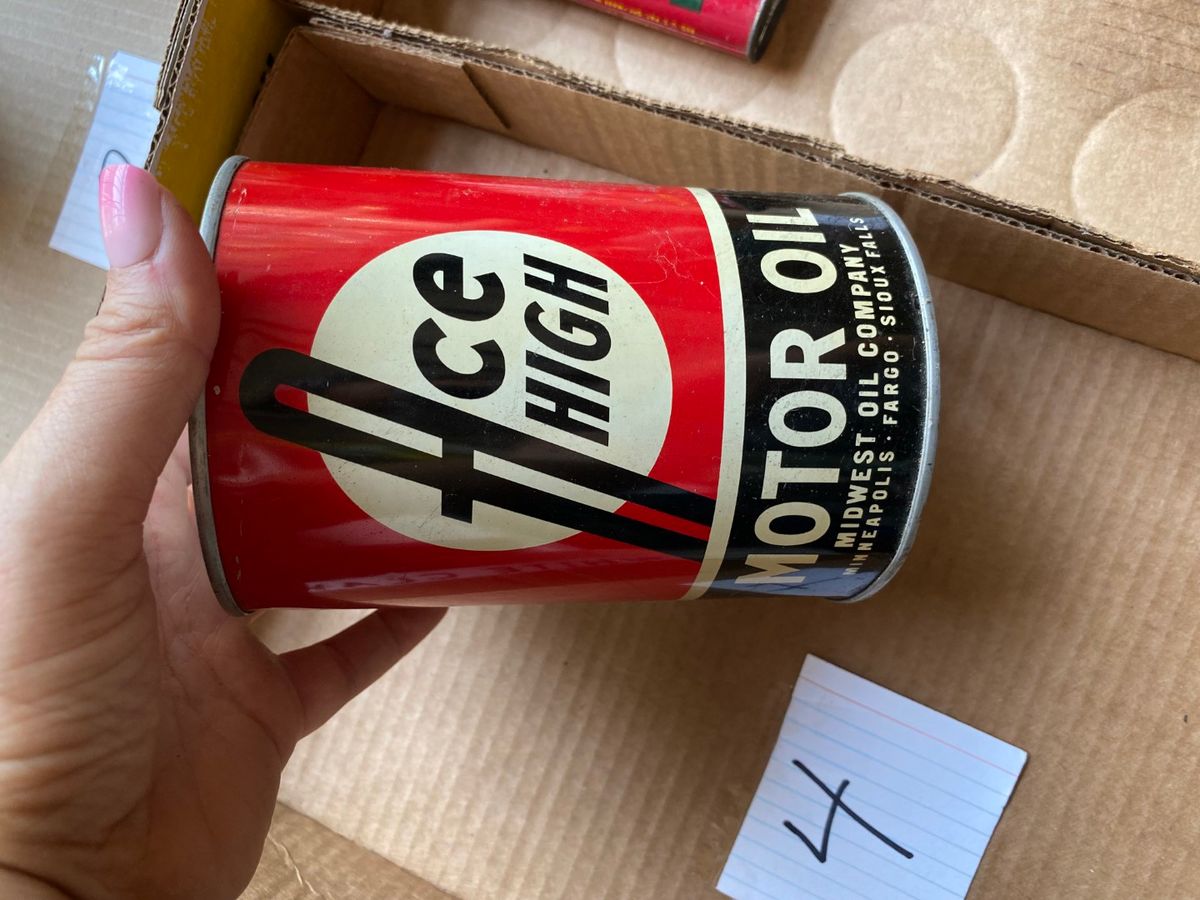 Ace
HIGH
MOTOR OIL
MIDWEST OIL COMPANY
MINNEAPOLIS · FARGO · SIOUX FALLS
4